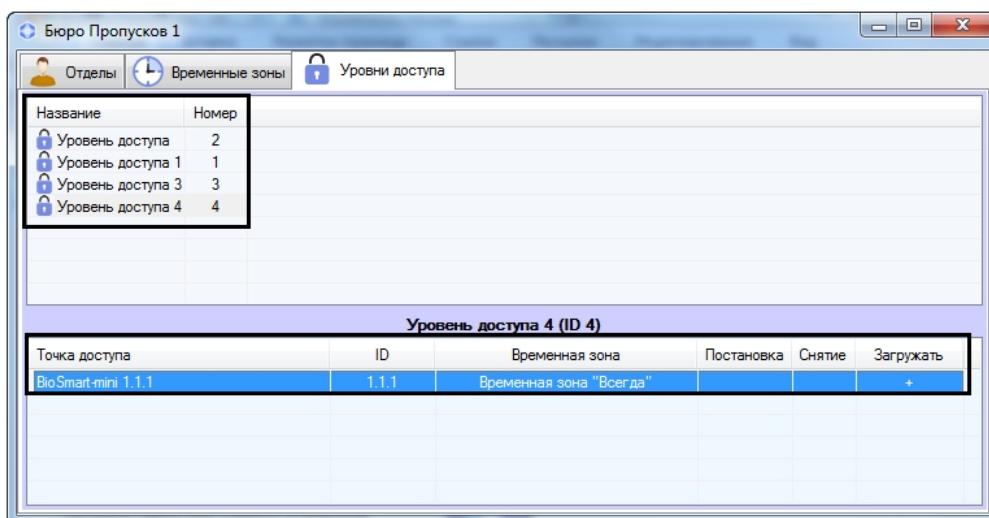 Бюро Пропусков 1
Отделы Временные зоны Уровни доступа
Название Номер
Уровень доступа 2
Уровень доступа 1 1
Уровень доступа 3 3
Уровень доступа 4 4
Уровень доступа 4 (ID 4)
Точка доступа ID Временная зона Постановка Снятие Загружать
BioSmart-mini 1.1.1 1.1.1 Временная зона "Всегда" +